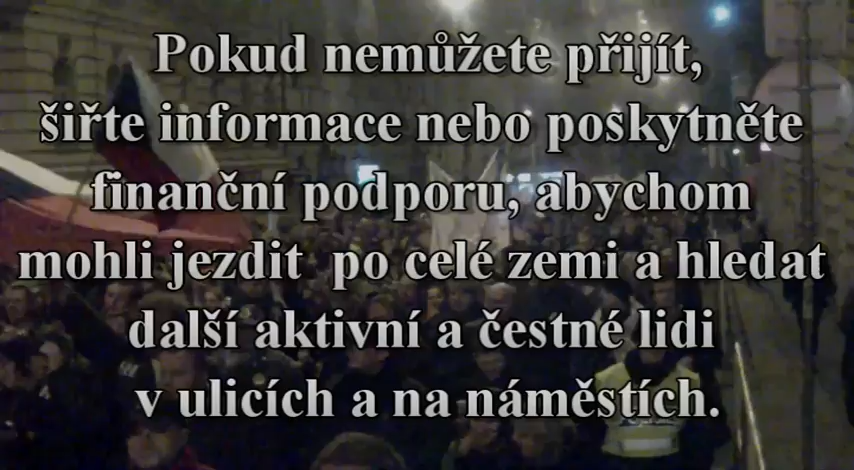 Pokud nemůžete přijít,
šiřte informace nebo poskytněte
finanční podporu, abychom
mohli jezdit po celé zemi a hledat
další aktivní a čestné lidi
v ulicích a na náměstích.